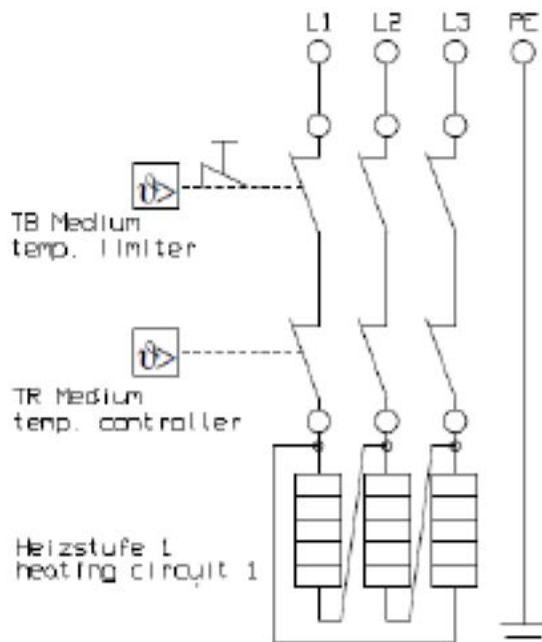 L1 L2 L3 PE
ϑ>
TB Medium
temp. limiter
ϑ>
TR Medium
temp. controller
Heizstufe 1
heating circuit 1